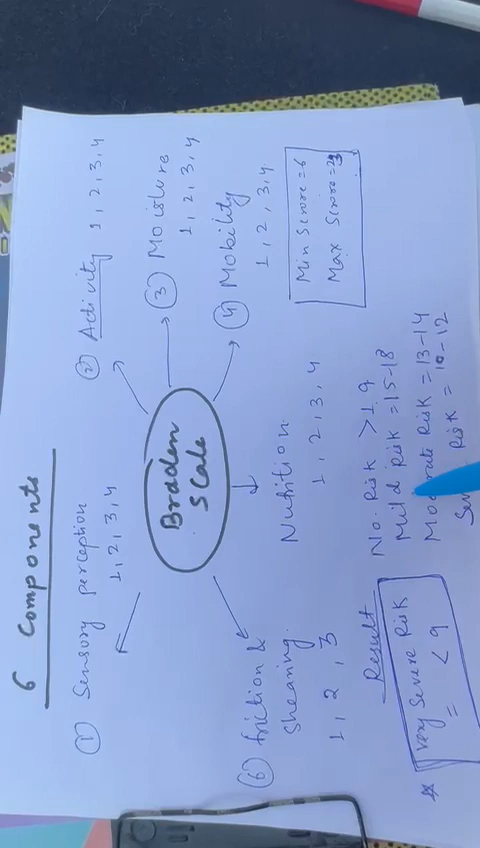 6 Components
① Sensory perception
1, 2, 3, 4
② Activity 1, 2, 3, 4
③ Moisture
1, 2, 3, 4
④ Mobility
1, 2, 3, 4
Braden
Scale
Nutrition
1, 2, 3, 4
⑥ friction &
Shearing.
1, 2, 3
Min Score = 6
Max Score = 23
Result
No. Risk > 19
Mild Risk = 15-18
Moderate Risk = 13-14
Risk = 10-12
Very Severe Risk
= < 9